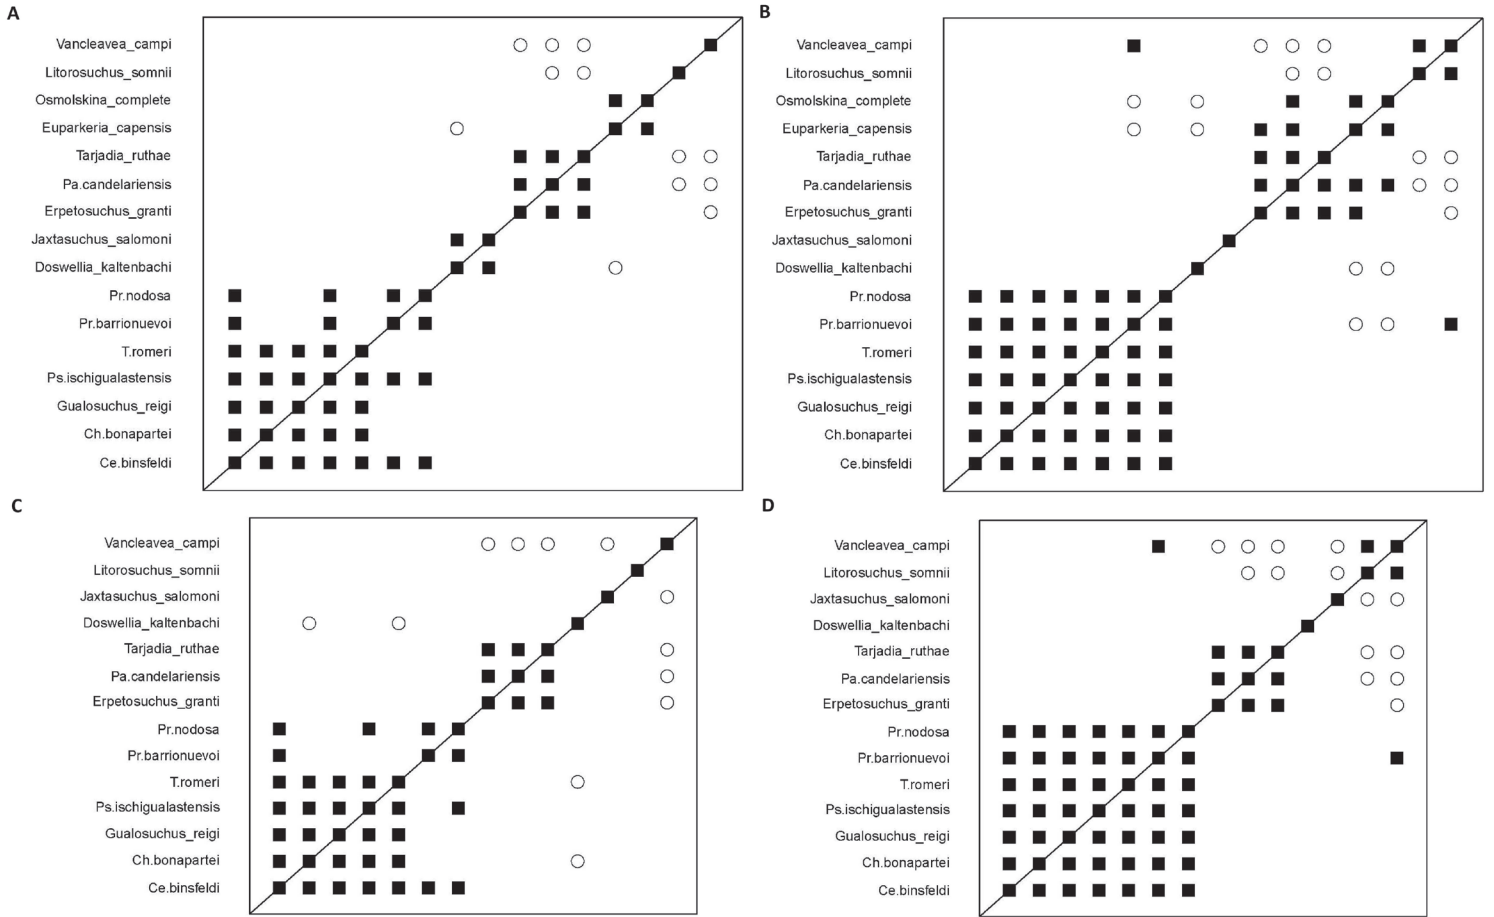 A
Vancleavea_campi
Litorosuchus_somnii
Osmolskina_complete
Euparkeria_capensis
Tarjadia_ruthae
Pa.candelariensis
Erpetosuchus_granti
Jaxtasuchus_salomoni
Doswellia_kaltenbachi
Pr.nodosa
Pr.barrionuevoi
T.romeri
Ps.ischigualastensis
Gualosuchus_reigi
Ch.bonapartei
Ce.binsfeldi
B
Vancleavea_campi
Litorosuchus_somnii
Osmolskina_complete
Euparkeria_capensis
Tarjadia_ruthae
Pa.candelariensis
Erpetosuchus_granti
Jaxtasuchus_salomoni
Doswellia_kaltenbachi
Pr.nodosa
Pr.barrionuevoi
T.romeri
Ps.ischigualastensis
Gualosuchus_reigi
Ch.bonapartei
Ce.binsfeldi
C
Vancleavea_campi
Litorosuchus_somnii
Jaxtasuchus_salomoni
Doswellia_kaltenbachi
Tarjadia_ruthae
Pa.candelariensis
Erpetosuchus_granti
Pr.nodosa
Pr.barrionuevoi
T.romeri
Ps.ischigualastensis
Gualosuchus_reigi
Ch.bonapartei
Ce.binsfeldi
D
Vancleavea_campi
Litorosuchus_somnii
Jaxtasuchus_salomoni
Doswellia_kaltenbachi
Tarjadia_ruthae
Pa.candelariensis
Erpetosuchus_granti
Pr.nodosa
Pr.barrionuevoi
T.romeri
Ps.ischigualastensis
Gualosuchus_reigi
Ch.bonapartei
Ce.binsfeldi